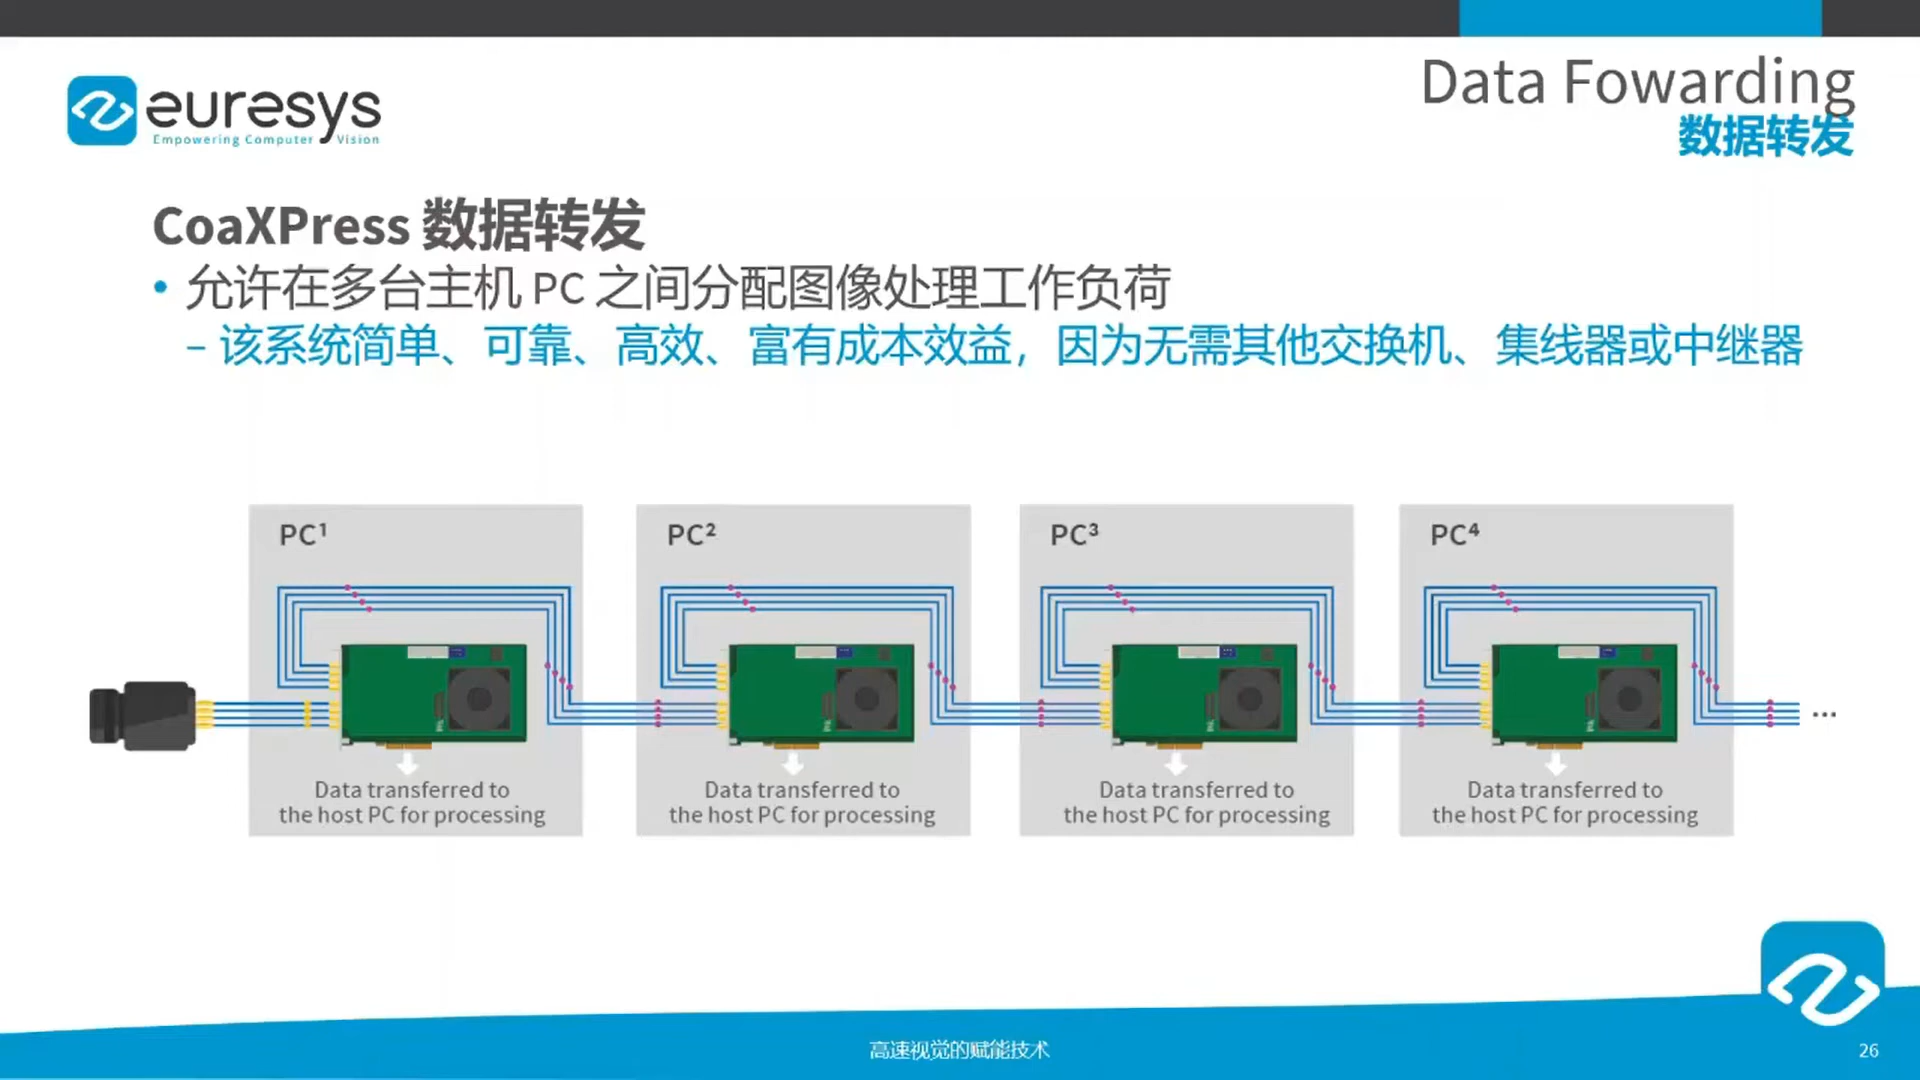 euresys
Empowering Computer Vision
Data Fowarding
数据转发
CoaXPress 数据转发
• 允许在多台主机 PC 之间分配图像处理工作负荷
– 该系统简单、可靠、高效、富有成本效益，因为无需其他交换机、集线器或中继器
PC¹
PC²
PC³
PC⁴
...
Data transferred to
the host PC for processing
Data transferred to
the host PC for processing
Data transferred to
the host PC for processing
Data transferred to
the host PC for processing
高速视觉的赋能技术
26